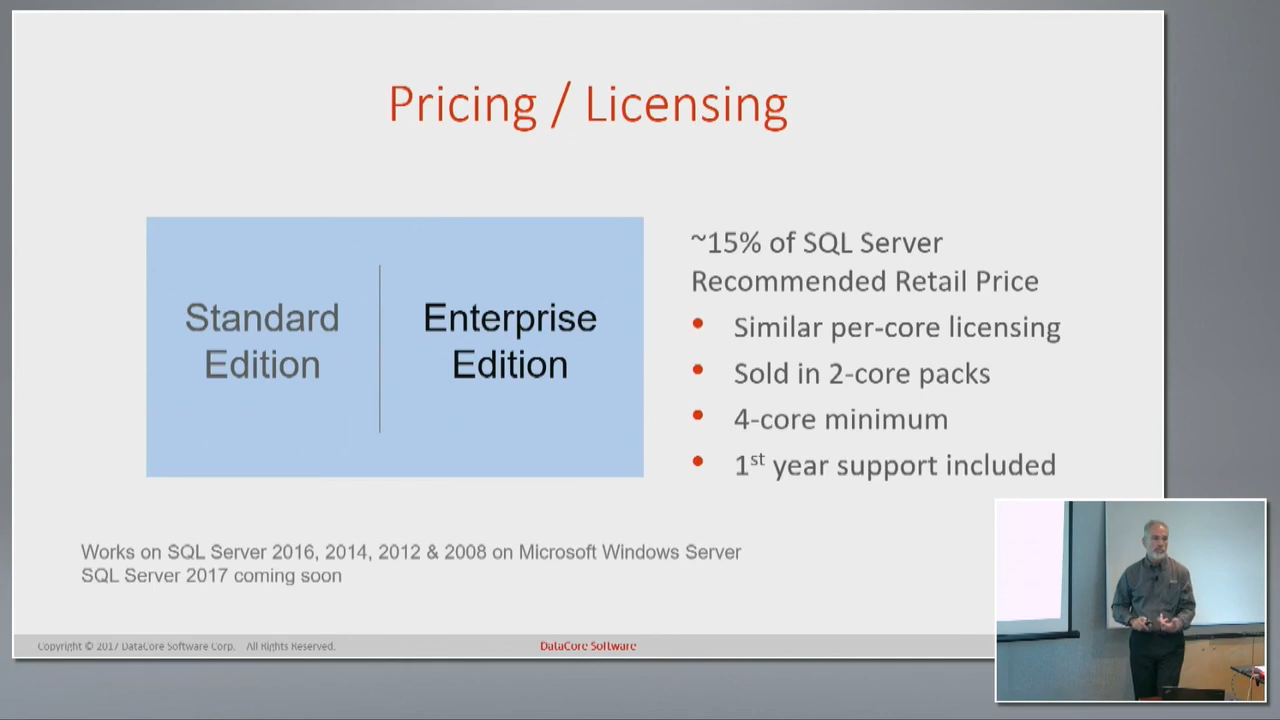 Pricing / Licensing
Standard
Edition
Enterprise
Edition
~15% of SQL Server
Recommended Retail Price
• Similar per-core licensing
• Sold in 2-core packs
• 4-core minimum
• 1st year support included
Works on SQL Server 2016, 2014, 2012 & 2008 on Microsoft Windows Server
SQL Server 2017 coming soon
Copyright © 2017 DataCore Software Corp. All Rights Reserved.
DataCore Software